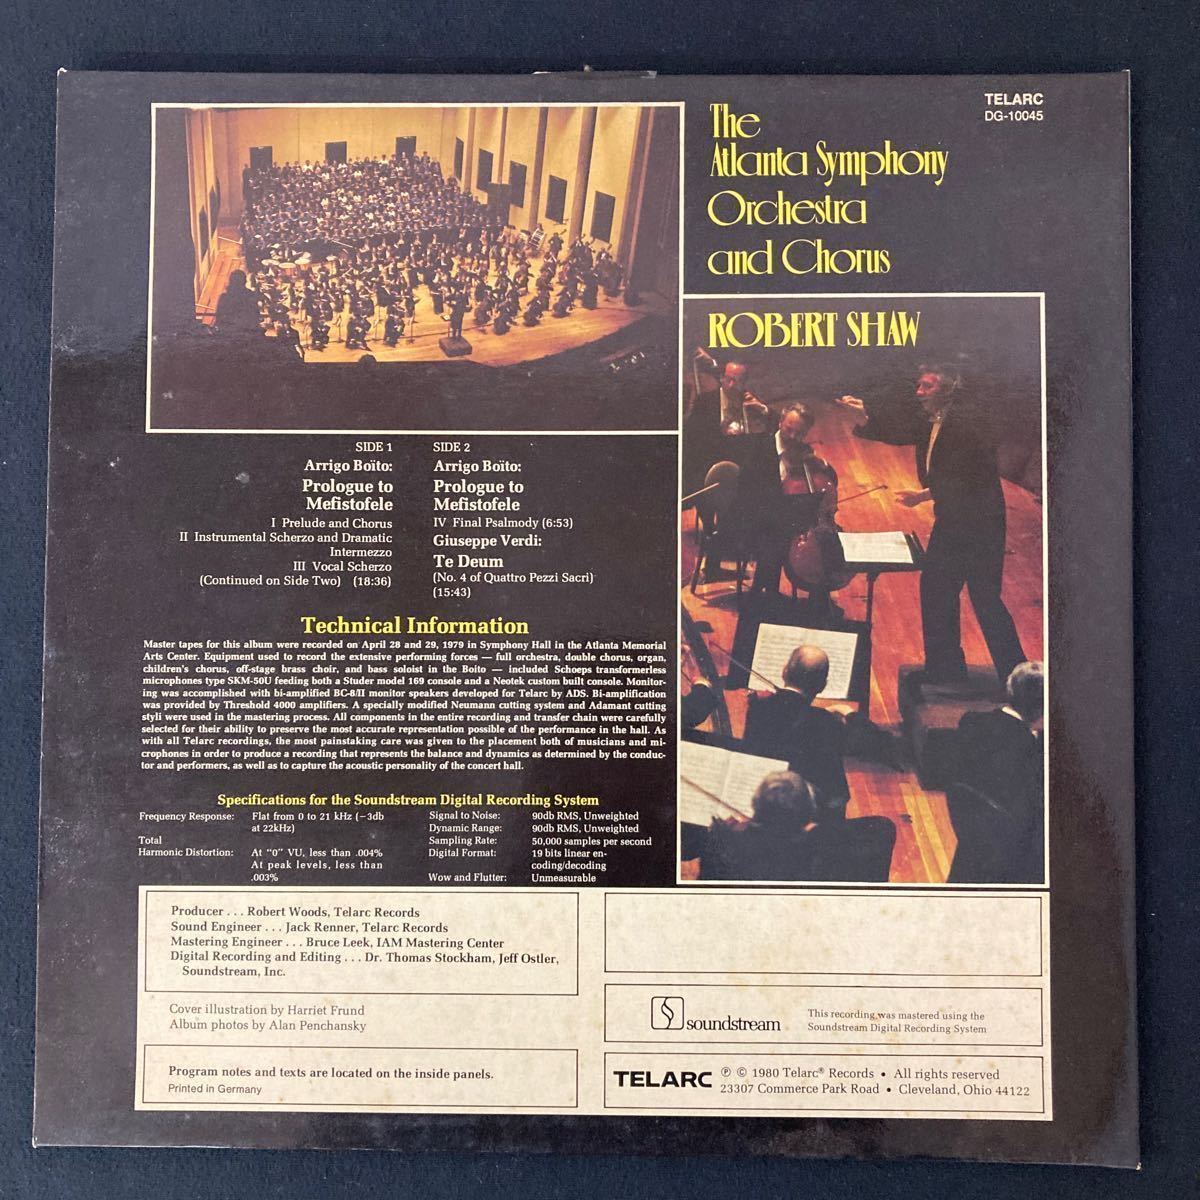 TELARC
DG-10045
The
Atlanta Symphony
Orchestra
and Chorus
ROBERT SHAW
SIDE 1
Arrigo Boïto:
Prologue to
Mefistofele
I Prelude and Chorus
II Instrumental Scherzo and Dramatic
Intermezzo
III Vocal Scherzo
(Continued on Side Two) (18:36)
SIDE 2
Arrigo Boïto:
Prologue to
Mefistofele
IV Final Psalmody (6:53)
Giuseppe Verdi:
Te Deum
(No. 4 of Quattro Pezzi Sacri)
(15:43)
Technical Information
Master tapes for this album were recorded on April 28 and 29, 1979 in Symphony Hall in the Atlanta Memorial
Arts Center. Equipment used to record the extensive performing forces — full orchestra, double chorus, organ,
children's chorus, off-stage brass choir, and bass soloist in the Boito — included Schoeps transformerless
microphones type SKM-50U feeding both a Studer model 169 console and a Neotek custom built console. Monitor-
ing was accomplished with bi-amplified BC-8/II monitor speakers developed for Telarc by ADS. Bi-amplification
was provided by Threshold 4000 amplifiers. A specially modified Neumann cutting system and Adamant cutting
styli were used in the mastering process. All components in the entire recording and transfer chain were carefully
selected for their ability to preserve the most accurate representation possible of the performance in the hall. As
with all Telarc recordings, the most painstaking care was given to the placement both of musicians and mi-
crophones in order to produce a recording that represents the balance and dynamics as determined by the conduc-
tor and performers, as well as to capture the acoustic personality of the concert hall.
Specifications for the Soundstream Digital Recording System
Frequency Response: Flat from 0 to 21 kHz (−3db
at 22kHz)
Total
Harmonic Distortion: At "0" VU, less than .004%
At peak levels, less than
.003%
Signal to Noise: 90db RMS, Unweighted
Dynamic Range: 90db RMS, Unweighted
Sampling Rate: 50,000 samples per second
Digital Format: 19 bits linear en-
coding/decoding
Wow and Flutter: Unmeasurable
Producer . . . Robert Woods, Telarc Records
Sound Engineer . . . Jack Renner, Telarc Records
Mastering Engineer . . . Bruce Leek, IAM Mastering Center
Digital Recording and Editing . . . Dr. Thomas Stockham, Jeff Ostler,
Soundstream, Inc.
Cover illustration by Harriet Frund
Album photos by Alan Penchansky
Program notes and texts are located on the inside panels.
Printed in Germany
soundstream
This recording was mastered using the
Soundstream Digital Recording System
TELARC
℗ © 1980 Telarc® Records • All rights reserved
23307 Commerce Park Road • Cleveland, Ohio 44122